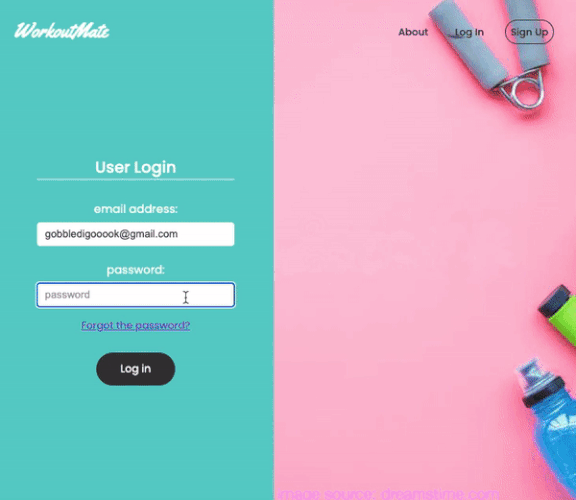 WorkoutMate
About Log In Sign Up
User Login
email address:
gobbledigooook@gmail.com
password:
password
Forgot the password?
Log in
image source: dreamstime.com